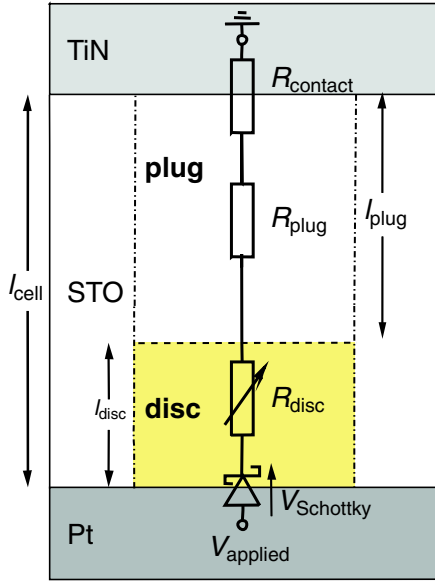 TiN
R_contact
plug
l_plug
R_plug
l_cell
STO
l_disc
disc
R_disc
V_Schottky
Pt
V_applied